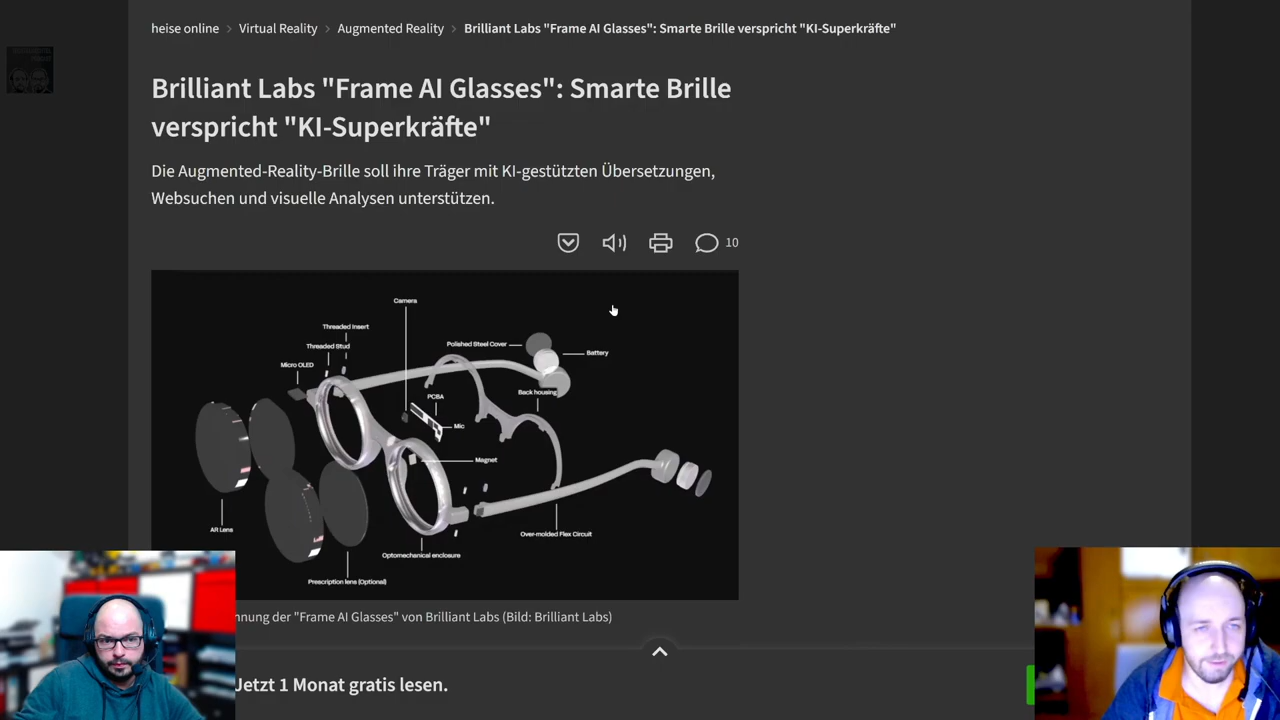 heise online > Virtual Reality > Augmented Reality > Brilliant Labs "Frame AI Glasses": Smarte Brille verspricht "KI-Superkräfte"
Brilliant Labs "Frame AI Glasses": Smarte Brille
verspricht "KI-Superkräfte"
Die Augmented-Reality-Brille soll ihre Träger mit KI-gestützten Übersetzungen,
Websuchen und visuelle Analysen unterstützen.
10
Camera
Threaded Insert
Threaded Stud
Micro OLED
Polished Steel Cover
Battery
Back housing
PCBA
Mic
Magnet
AR Lens
Over-molded Flex Circuit
Optomechanical enclosure
Prescription lens (Optional)
"Frame AI Glasses" von Brilliant Labs (Bild: Brilliant Labs)
Jetzt 1 Monat gratis lesen.